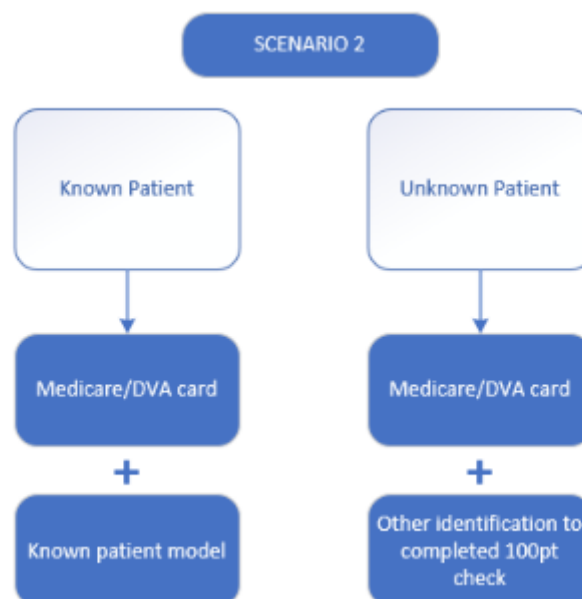 SCENARIO 2
Known Patient
Unknown Patient
Medicare/DVA card
Medicare/DVA card
+
+
Known patient model
Other identification to
completed 100pt
check